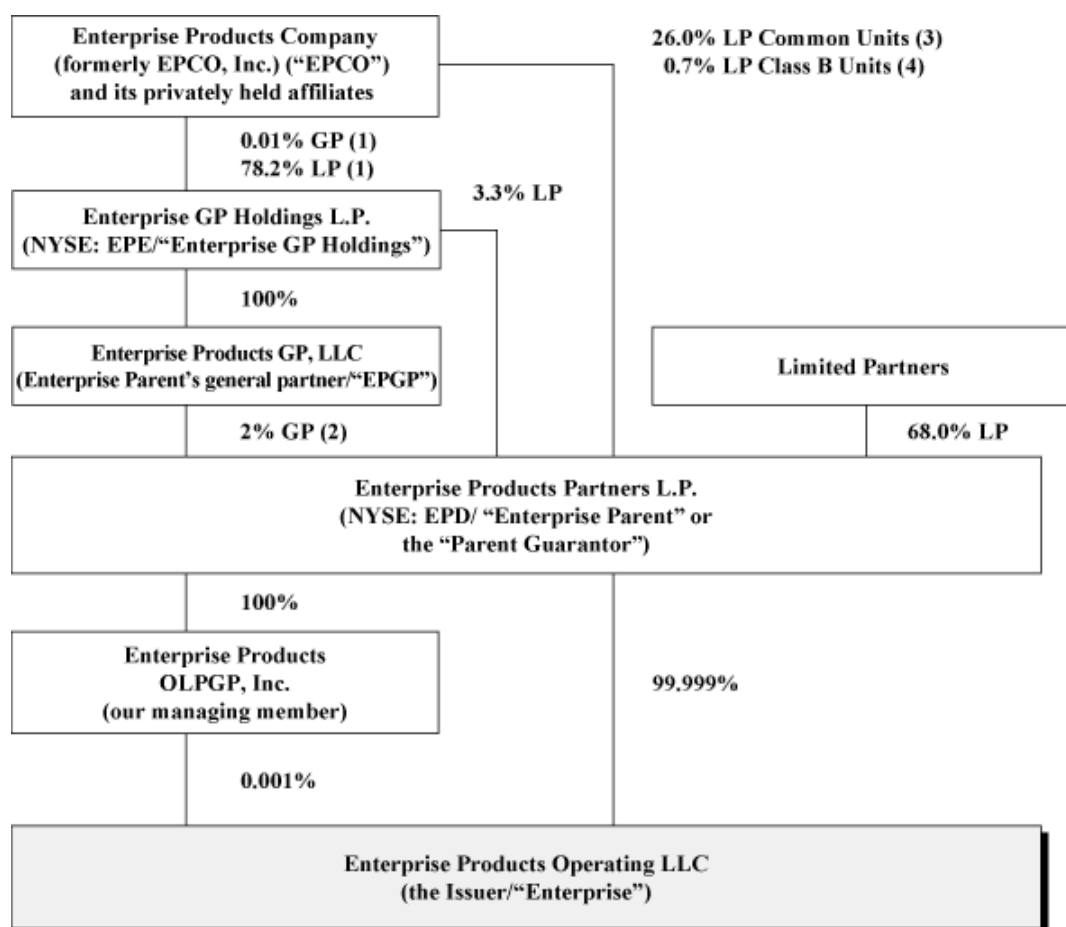 Enterprise Products Company
(formerly EPCO, Inc.) (“EPCO”)
and its privately held affiliates
26.0% LP Common Units (3)
0.7% LP Class B Units (4)
0.01% GP (1)
78.2% LP (1)
3.3% LP
Enterprise GP Holdings L.P.
(NYSE: EPE/“Enterprise GP Holdings”)
100%
Enterprise Products GP, LLC
(Enterprise Parent’s general partner/“EPGP”)
Limited Partners
2% GP (2)
68.0% LP
Enterprise Products Partners L.P.
(NYSE: EPD/ “Enterprise Parent” or
the “Parent Guarantor”)
100%
Enterprise Products
OLPGP, Inc.
(our managing member)
99.999%
0.001%
Enterprise Products Operating LLC
(the Issuer/“Enterprise”)